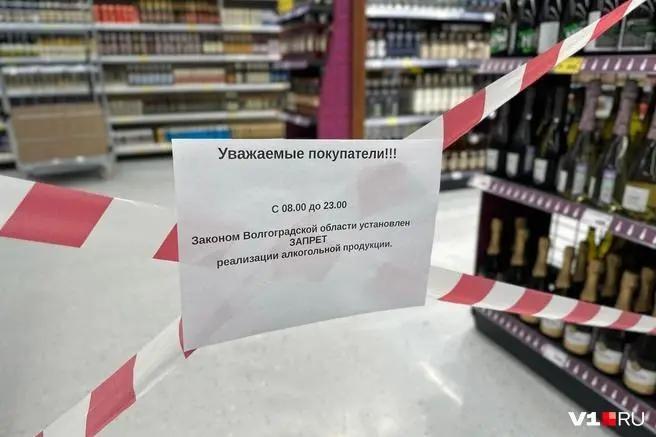 Уважаемые покупатели!!!
С 08.00 до 23.00
Законом Волгоградской области установлен
ЗАПРЕТ
реализации алкогольной продукции.
V1.RU